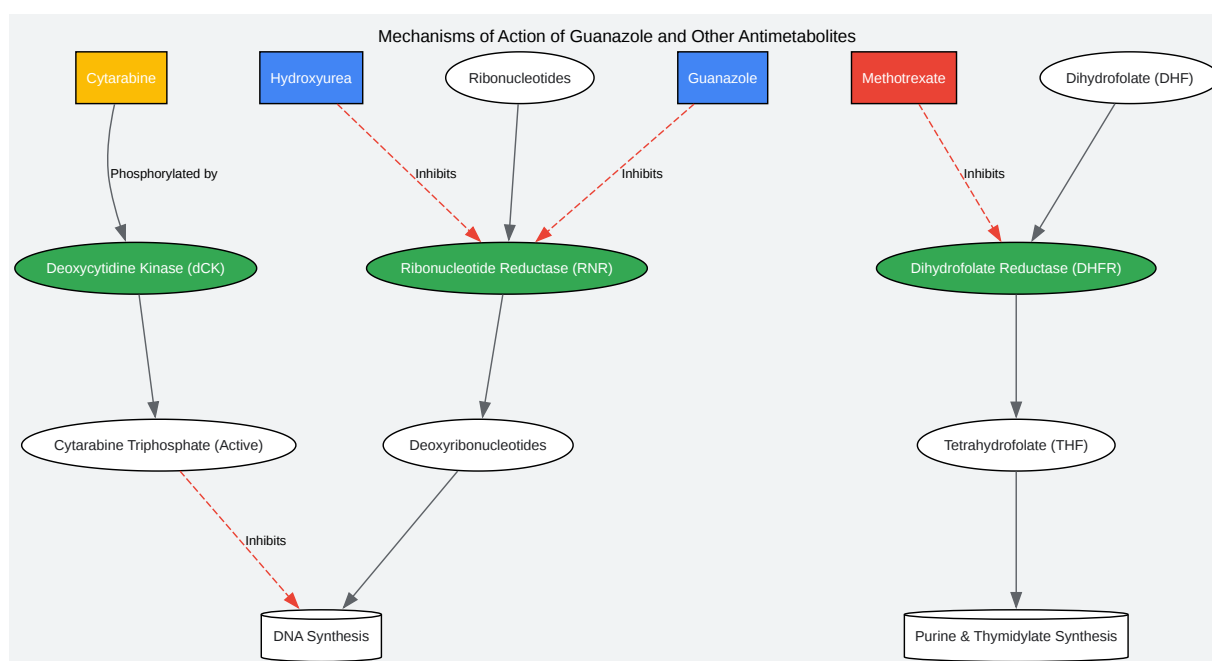 Mechanisms of Action of Guanazole and Other Antimetabolites
Cytarabine
Hydroxyurea
Ribonucleotides
Guanazole
Methotrexate
Dihydrofolate (DHF)
Phosphorylated by
Inhibits
Inhibits
Inhibits
Deoxycytidine Kinase (dCK)
Ribonucleotide Reductase (RNR)
Dihydrofolate Reductase (DHFR)
Cytarabine Triphosphate (Active)
Deoxyribonucleotides
Tetrahydrofolate (THF)
Inhibits
DNA Synthesis
Purine & Thymidylate Synthesis